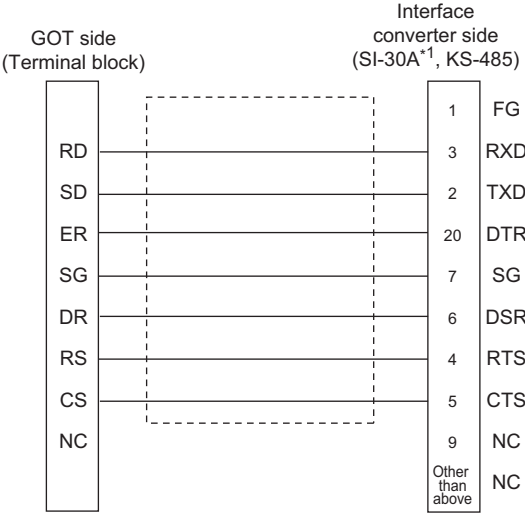 Interface
converter side
(SI-30A*1, KS-485)
GOT side
(Terminal block)
1 FG
RD 3 RXD
SD 2 TXD
ER 20 DTR
SG 7 SG
DR 6 DSR
RS 4 RTS
CS 5 CTS
NC 9 NC
Other
than
above
NC